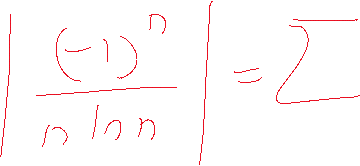 |(-1)^n / (n ln n)| = Σ